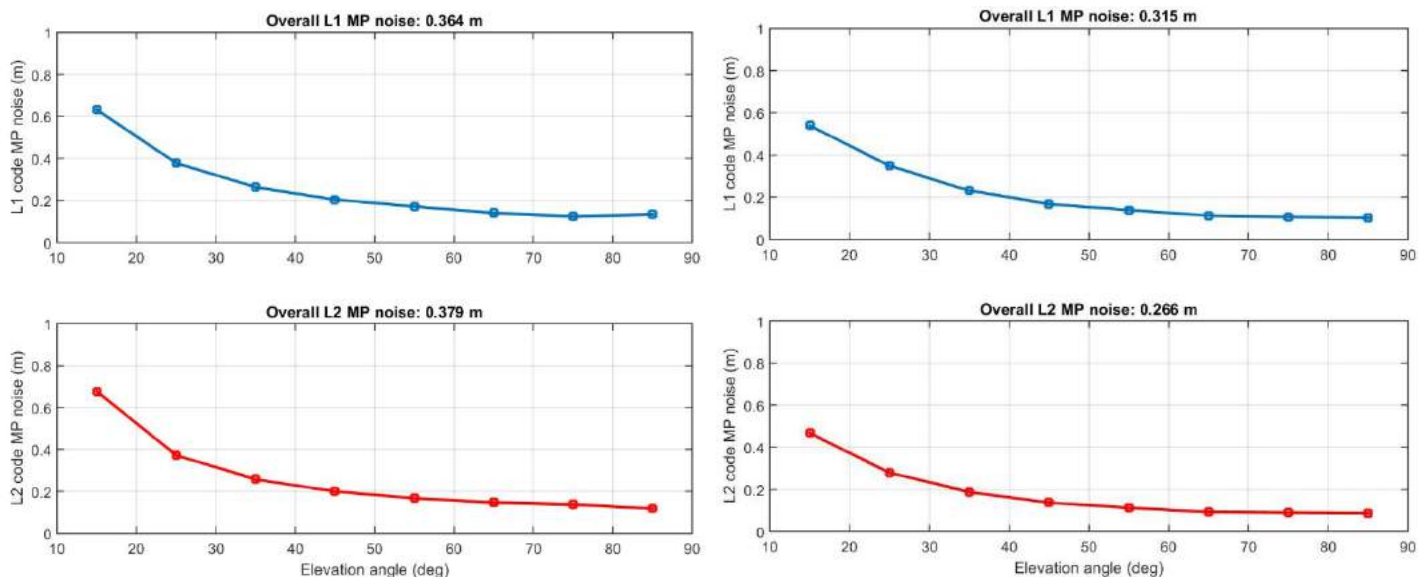 Overall L1 MP noise: 0.364 m
L1 code MP noise (m)
1
0.8
0.6
0.4
0.2
0
10 20 30 40 50 60 70 80 90
Overall L1 MP noise: 0.315 m
L1 code MP noise (m)
1
0.8
0.6
0.4
0.2
0
10 20 30 40 50 60 70 80 90
Overall L2 MP noise: 0.379 m
L2 code MP noise (m)
1
0.8
0.6
0.4
0.2
0
10 20 30 40 50 60 70 80 90
Elevation angle (deg)
Overall L2 MP noise: 0.266 m
L2 code MP noise (m)
1
0.8
0.6
0.4
0.2
0
10 20 30 40 50 60 70 80 90
Elevation angle (deg)